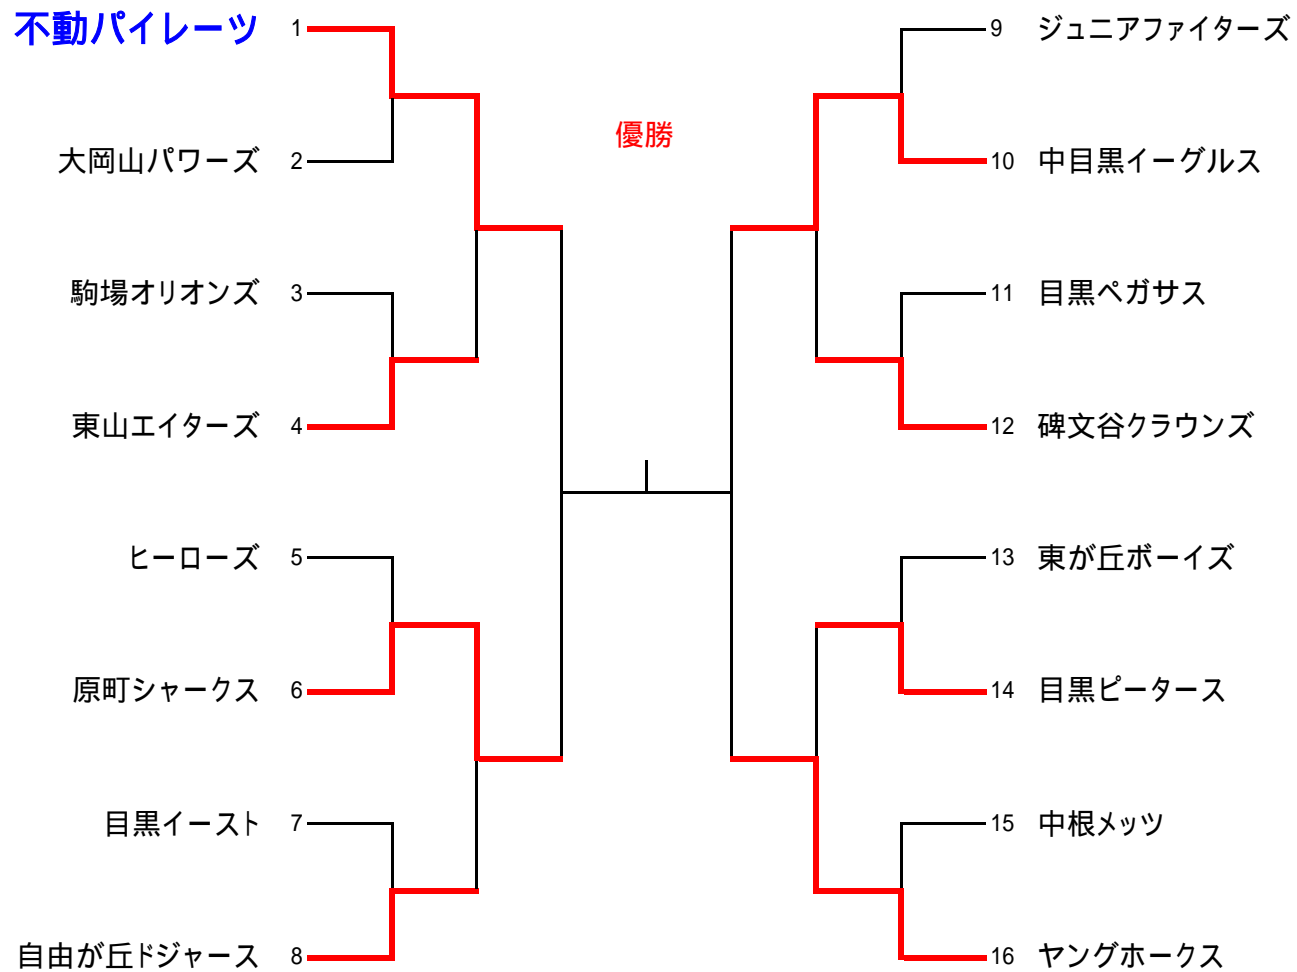 不動パイレーツ 1
大岡山パワーズ 2
駒場オリオンズ 3
東山エイターズ 4
ヒーローズ 5
原町シャークス 6
目黒イースト 7
自由が丘ドジャース 8
優勝
9 ジュニアファイターズ
10 中目黒イーグルス
11 目黒ペガサス
12 碑文谷クラウンズ
13 東が丘ボーイズ
14 目黒ピータース
15 中根メッツ
16 ヤングホークス